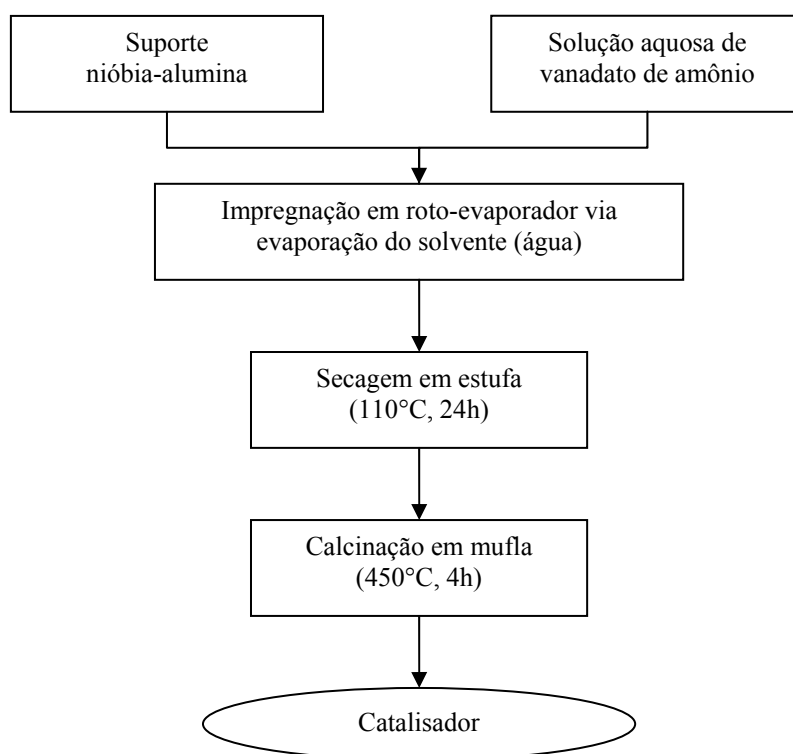 Suporte
nióbia-alumina
Solução aquosa de
vanadato de amônio
Impregnação em roto-evaporador via
evaporação do solvente (água)
Secagem em estufa
(110°C, 24h)
Calcinação em mufla
(450°C, 4h)
Catalisador